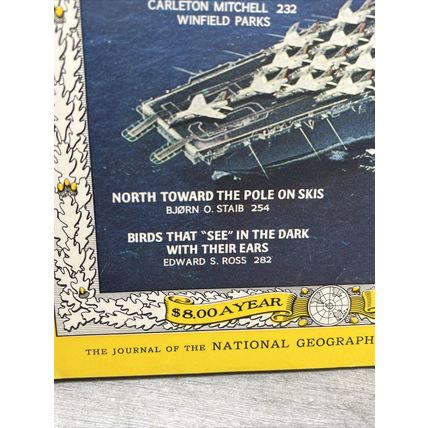 CARLETON MITCHELL 232
WINFIELD PARKS
NORTH TOWARD THE POLE ON SKIS
BJØRN O. STAIB 254
BIRDS THAT "SEE" IN THE DARK
WITH THEIR EARS
EDWARD S. ROSS 282
$8.00 A YEAR
THE JOURNAL OF THE NATIONAL GEOGRAPH